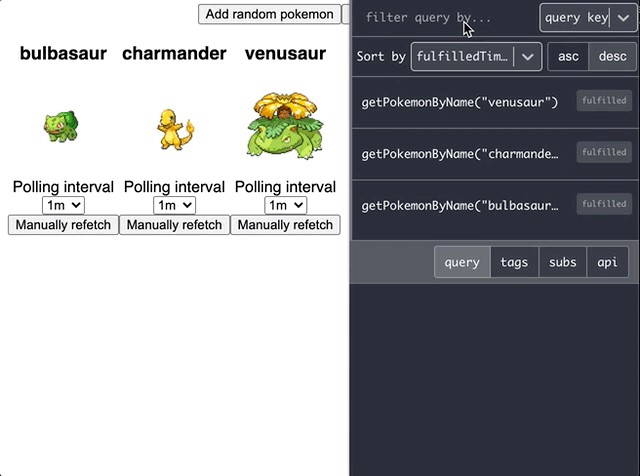 Add random pokemon
bulbasaur charmander venusaur
Polling interval Polling interval Polling interval
1m 1m 1m
Manually refetch Manually refetch Manually refetch
filter query by... query key
Sort by fulfilledTim… asc desc
getPokemonByName("venusaur") fulfilled
getPokemonByName("charmande… fulfilled
getPokemonByName("bulbasaur… fulfilled
query tags subs api